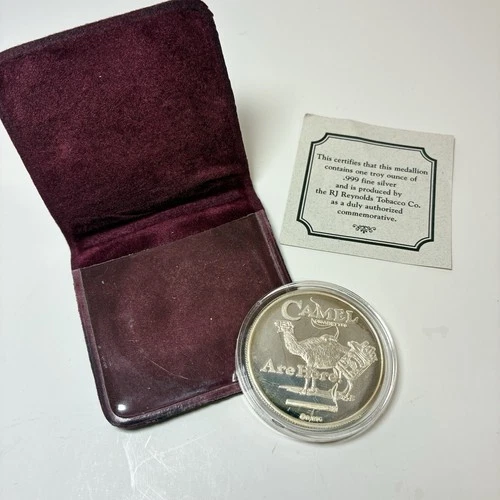 This certifies that this medallion
contains one troy ounce of
.999 fine silver
and is produced by
the RJ Reynolds Tobacco Co.
as a duly authorized
commemorative.
CAMEL
Are Here